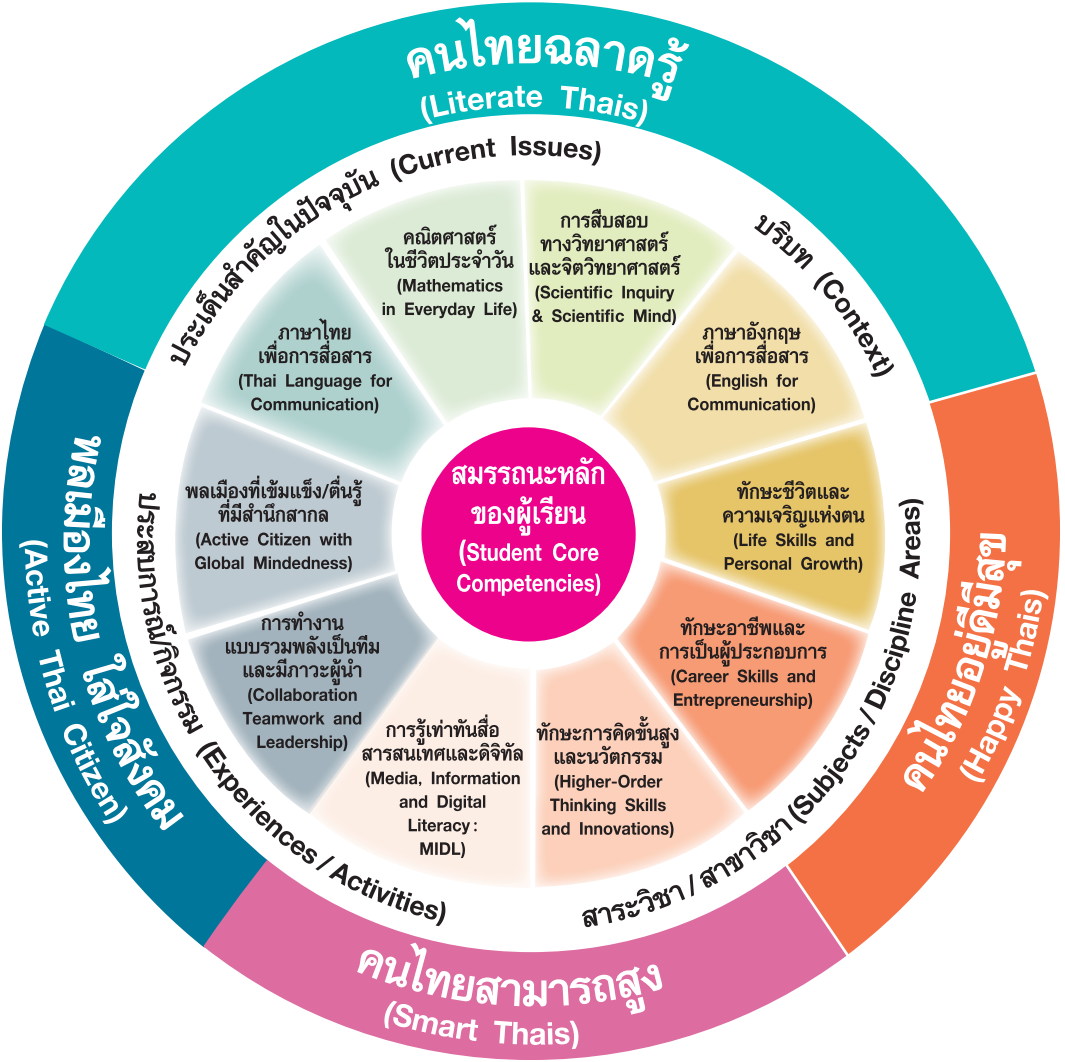 คนไทยฉลาดรู้
(Literate Thais)
ประเด็นสำคัญในปัจจุบัน (Current Issues)
บริบท (Context)
คณิตศาสตร์
ในชีวิตประจำวัน
(Mathematics
in Everyday Life)
การสืบสอบ
ทางวิทยาศาสตร์
และจิตวิทยาศาสตร์
(Scientific Inquiry
& Scientific Mind)
ภาษาไทย
เพื่อการสื่อสาร
(Thai Language for
Communication)
ภาษาอังกฤษ
เพื่อการสื่อสาร
(English for
Communication)
พลเมืองที่เข้มแข็ง/ตื่นรู้
ที่มีสำนึกสากล
(Active Citizen with
Global Mindedness)
สมรรถนะหลัก
ของผู้เรียน
(Student Core
Competencies)
ทักษะชีวิตและ
ความเจริญแห่งตน
(Life Skills and
Personal Growth)
การทำงาน
แบบรวมพลังเป็นทีม
และมีภาวะผู้นำ
(Collaboration
Teamwork and
Leadership)
ทักษะอาชีพและ
การเป็นผู้ประกอบการ
(Career Skills and
Entrepreneurship)
การรู้เท่าทันสื่อ
สารสนเทศและดิจิทัล
(Media, Information
and Digital
Literacy :
MIDL)
ทักษะการคิดขั้นสูง
และนวัตกรรม
(Higher-Order
Thinking Skills
and Innovations)
ประสบการณ์/กิจกรรม (Experiences / Activities)
สาระวิชา / สาขาวิชา (Subjects / Discipline Areas)
พลเมืองไทย ใส่ใจสังคม
(Active Thai Citizen)
คนไทยอยู่ดีมีสุข
(Happy Thais)
คนไทยสามารถสูง
(Smart Thais)